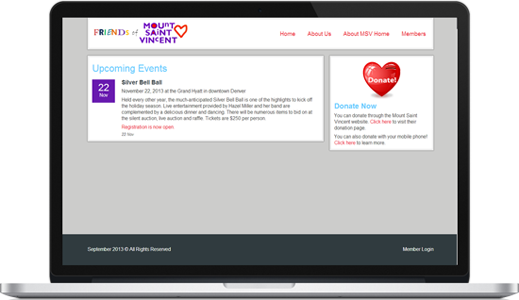 FRIENDS of MOUNT SAINT VINCENT
Home About Us About MSV Home Members
Upcoming Events
22 Nov
Silver Bell Ball
November 22, 2013 at the Grand Hyatt in downtown Denver
Held every other year, the much-anticipated Silver Bell Ball is one of the highlights to kick off
the holiday season. Live entertainment provided by Hazel Miller and her band are
complemented by a delicious dinner and dancing. There will be numerous items to bid on at
the silent auction, live auction and raffle. Tickets are $250 per person.
Registration is now open.
22 Nov
Donate!
Donate Now
You can donate through the Mount Saint
Vincent website. Click here to visit their
donation page.
You can also donate with your mobile phone!
Click here to learn more.
September 2013 © All Rights Reserved
Member Login